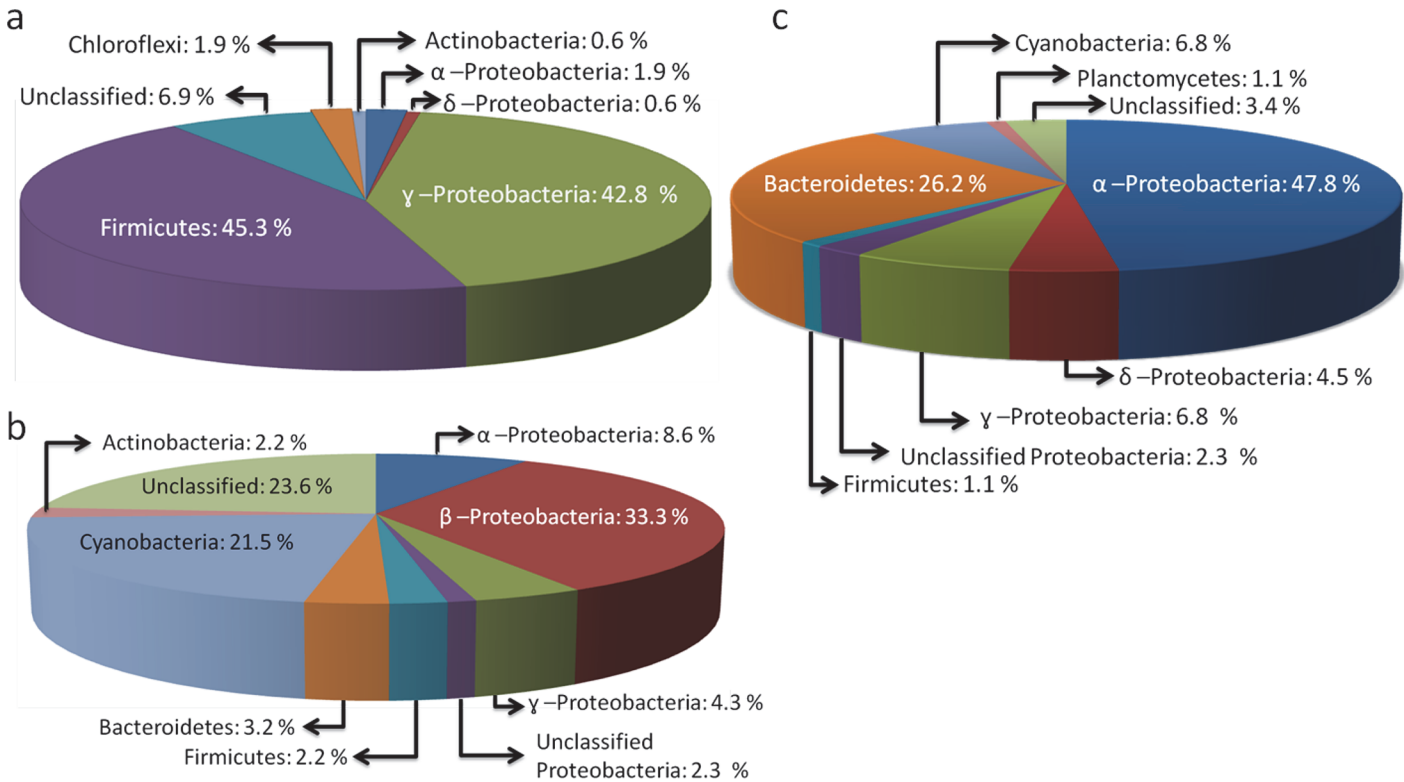 a
Chloroflexi: 1.9 %
Actinobacteria: 0.6 %
α –Proteobacteria: 1.9 %
Unclassified: 6.9 %
δ –Proteobacteria: 0.6 %
ɣ –Proteobacteria: 42.8 %
Firmicutes: 45.3 %
b
Actinobacteria: 2.2 %
α –Proteobacteria: 8.6 %
Unclassified: 23.6 %
β –Proteobacteria: 33.3 %
Cyanobacteria: 21.5 %
ɣ –Proteobacteria: 4.3 %
Bacteroidetes: 3.2 %
Firmicutes: 2.2 %
Unclassified
Proteobacteria: 2.3 %
c
Cyanobacteria: 6.8 %
Planctomycetes: 1.1 %
Unclassified: 3.4 %
Bacteroidetes: 26.2 %
α –Proteobacteria: 47.8 %
δ –Proteobacteria: 4.5 %
ɣ –Proteobacteria: 6.8 %
Unclassified Proteobacteria: 2.3 %
Firmicutes: 1.1 %